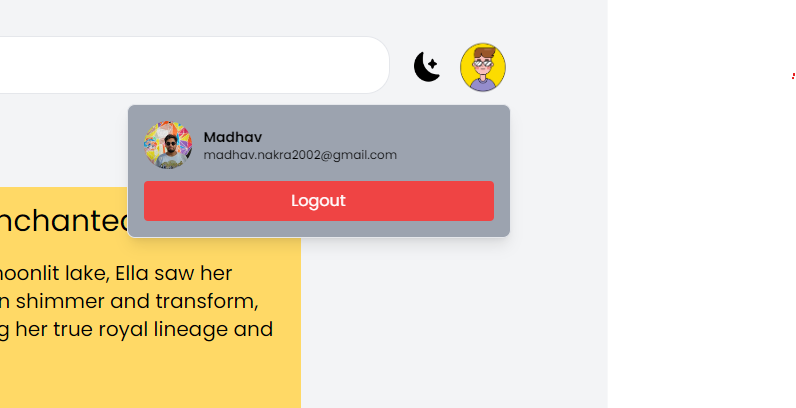 Madhav
madhav.nakra2002@gmail.com
Logout
nchanted
noonlit lake, Ella saw her
n shimmer and transform,
g her true royal lineage and